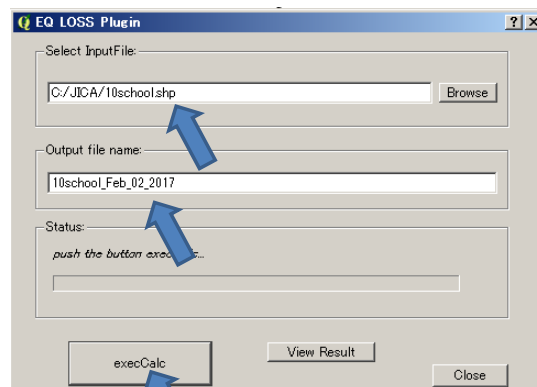 EQ LOSS Plugin
Select InputFile:
C:/JICA/10school.shp
Browse
Output file name:
10school_Feb_02_2017
Status:
push the button
execCalc
View Result
Close